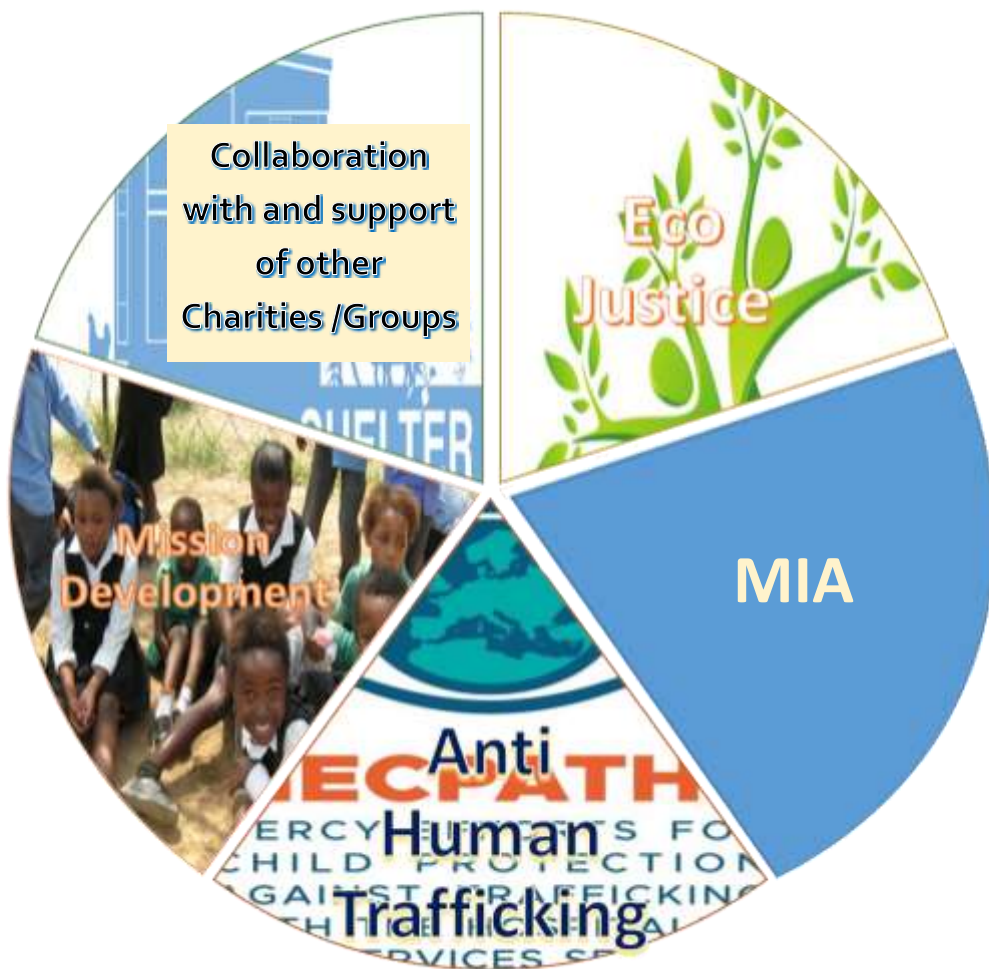 Collaboration
with and support
of other
Charities /Groups
SHELTER
Eco
Justice
MIA
Mission
Development
Anti
ECPATH
Human
CHILD PROTECTION
Trafficking